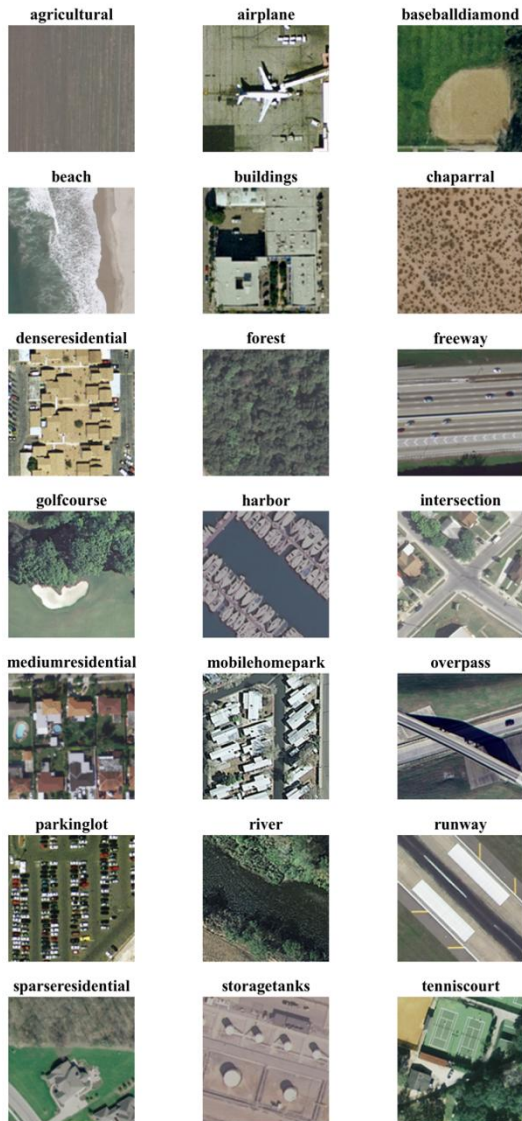 agricultural
airplane
baseballdiamond
beach
buildings
chaparral
denseresidential
forest
freeway
golfcourse
harbor
intersection
mediumresidential
mobilehomepark
overpass
parkinglot
river
runway
sparseresidential
storagetanks
tenniscourt